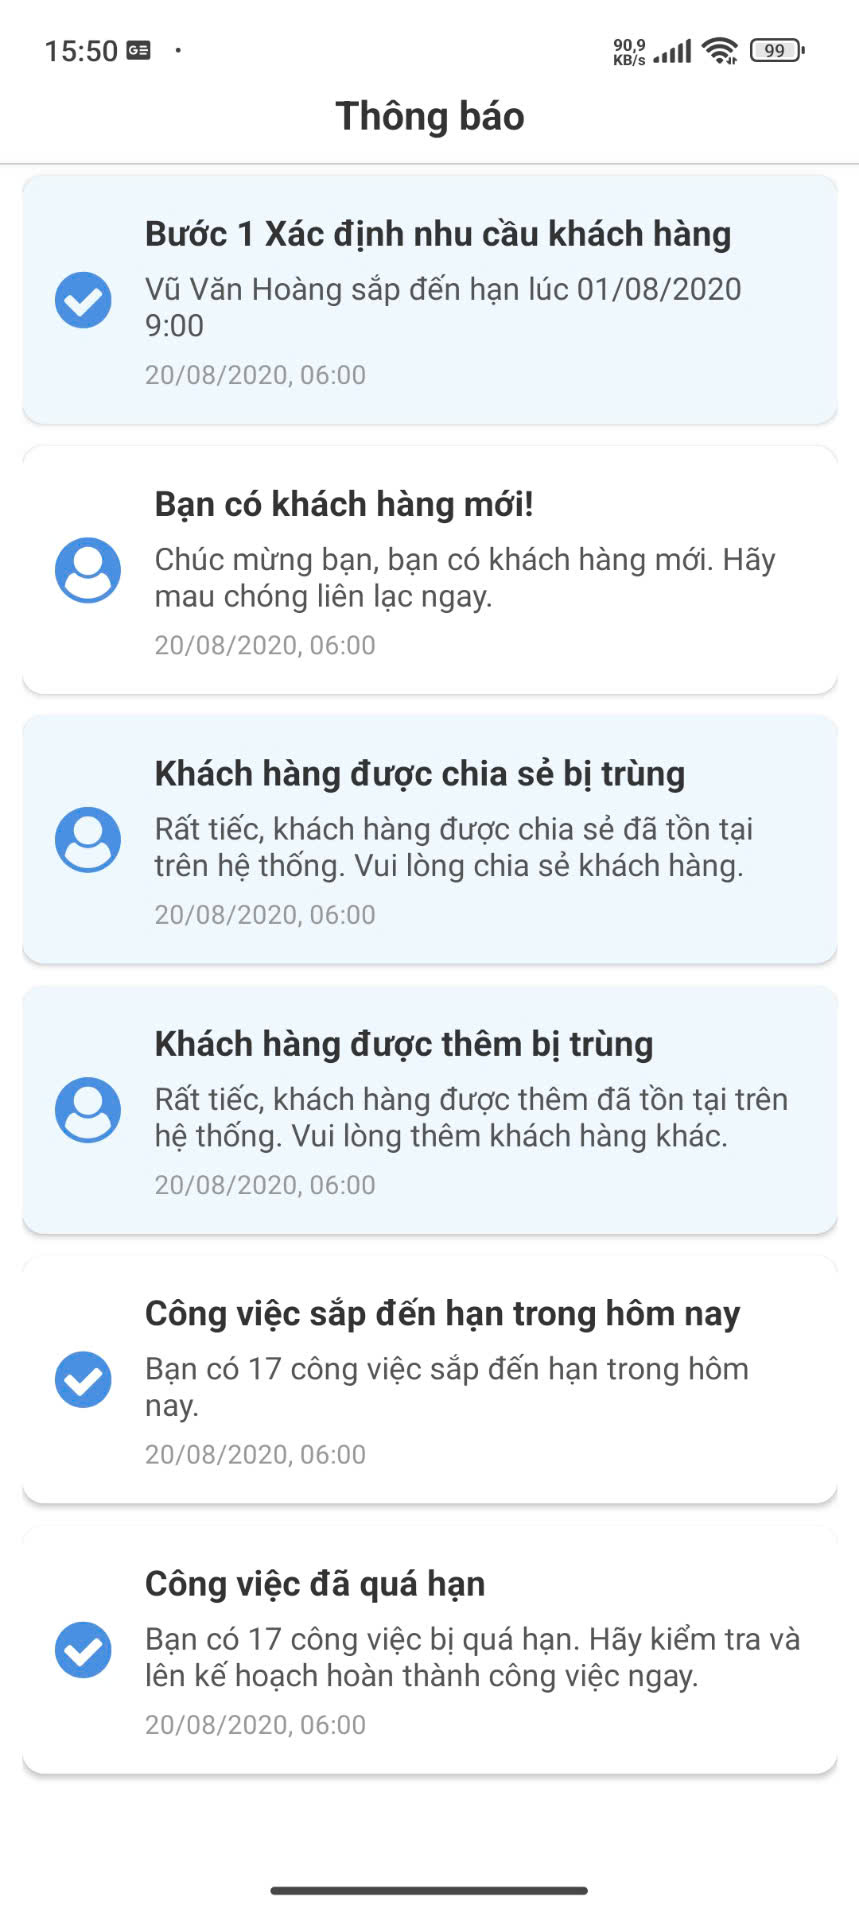 15:50
90,9
KB/s
99
Thông báo
Bước 1 Xác định nhu cầu khách hàng
Vũ Văn Hoàng sắp đến hạn lúc 01/08/2020
9:00
20/08/2020, 06:00
Bạn có khách hàng mới!
Chúc mừng bạn, bạn có khách hàng mới. Hãy
mau chóng liên lạc ngay.
20/08/2020, 06:00
Khách hàng được chia sẻ bị trùng
Rất tiếc, khách hàng được chia sẻ đã tồn tại
trên hệ thống. Vui lòng chia sẻ khách hàng.
20/08/2020, 06:00
Khách hàng được thêm bị trùng
Rất tiếc, khách hàng được thêm đã tồn tại trên
hệ thống. Vui lòng thêm khách hàng khác.
20/08/2020, 06:00
Công việc sắp đến hạn trong hôm nay
Bạn có 17 công việc sắp đến hạn trong hôm
nay.
20/08/2020, 06:00
Công việc đã quá hạn
Bạn có 17 công việc bị quá hạn. Hãy kiểm tra và
lên kế hoạch hoàn thành công việc ngay.
20/08/2020, 06:00